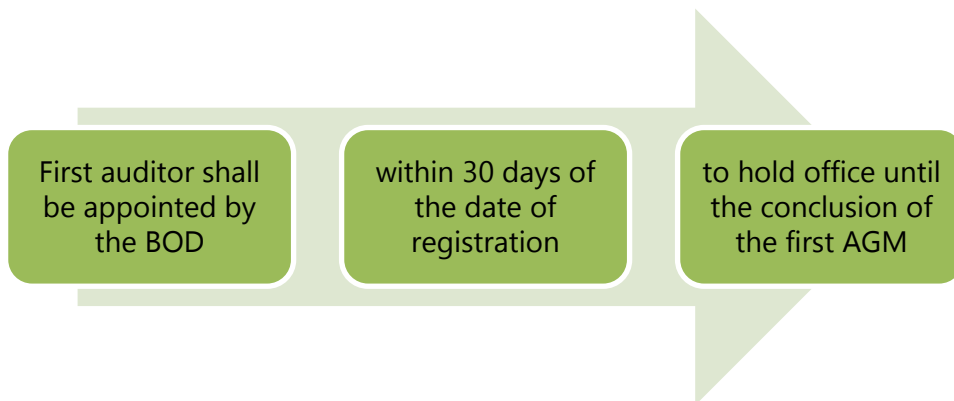 First auditor shall
be appointed by
the BOD
within 30 days of
the date of
registration
to hold office until
the conclusion of
the first AGM